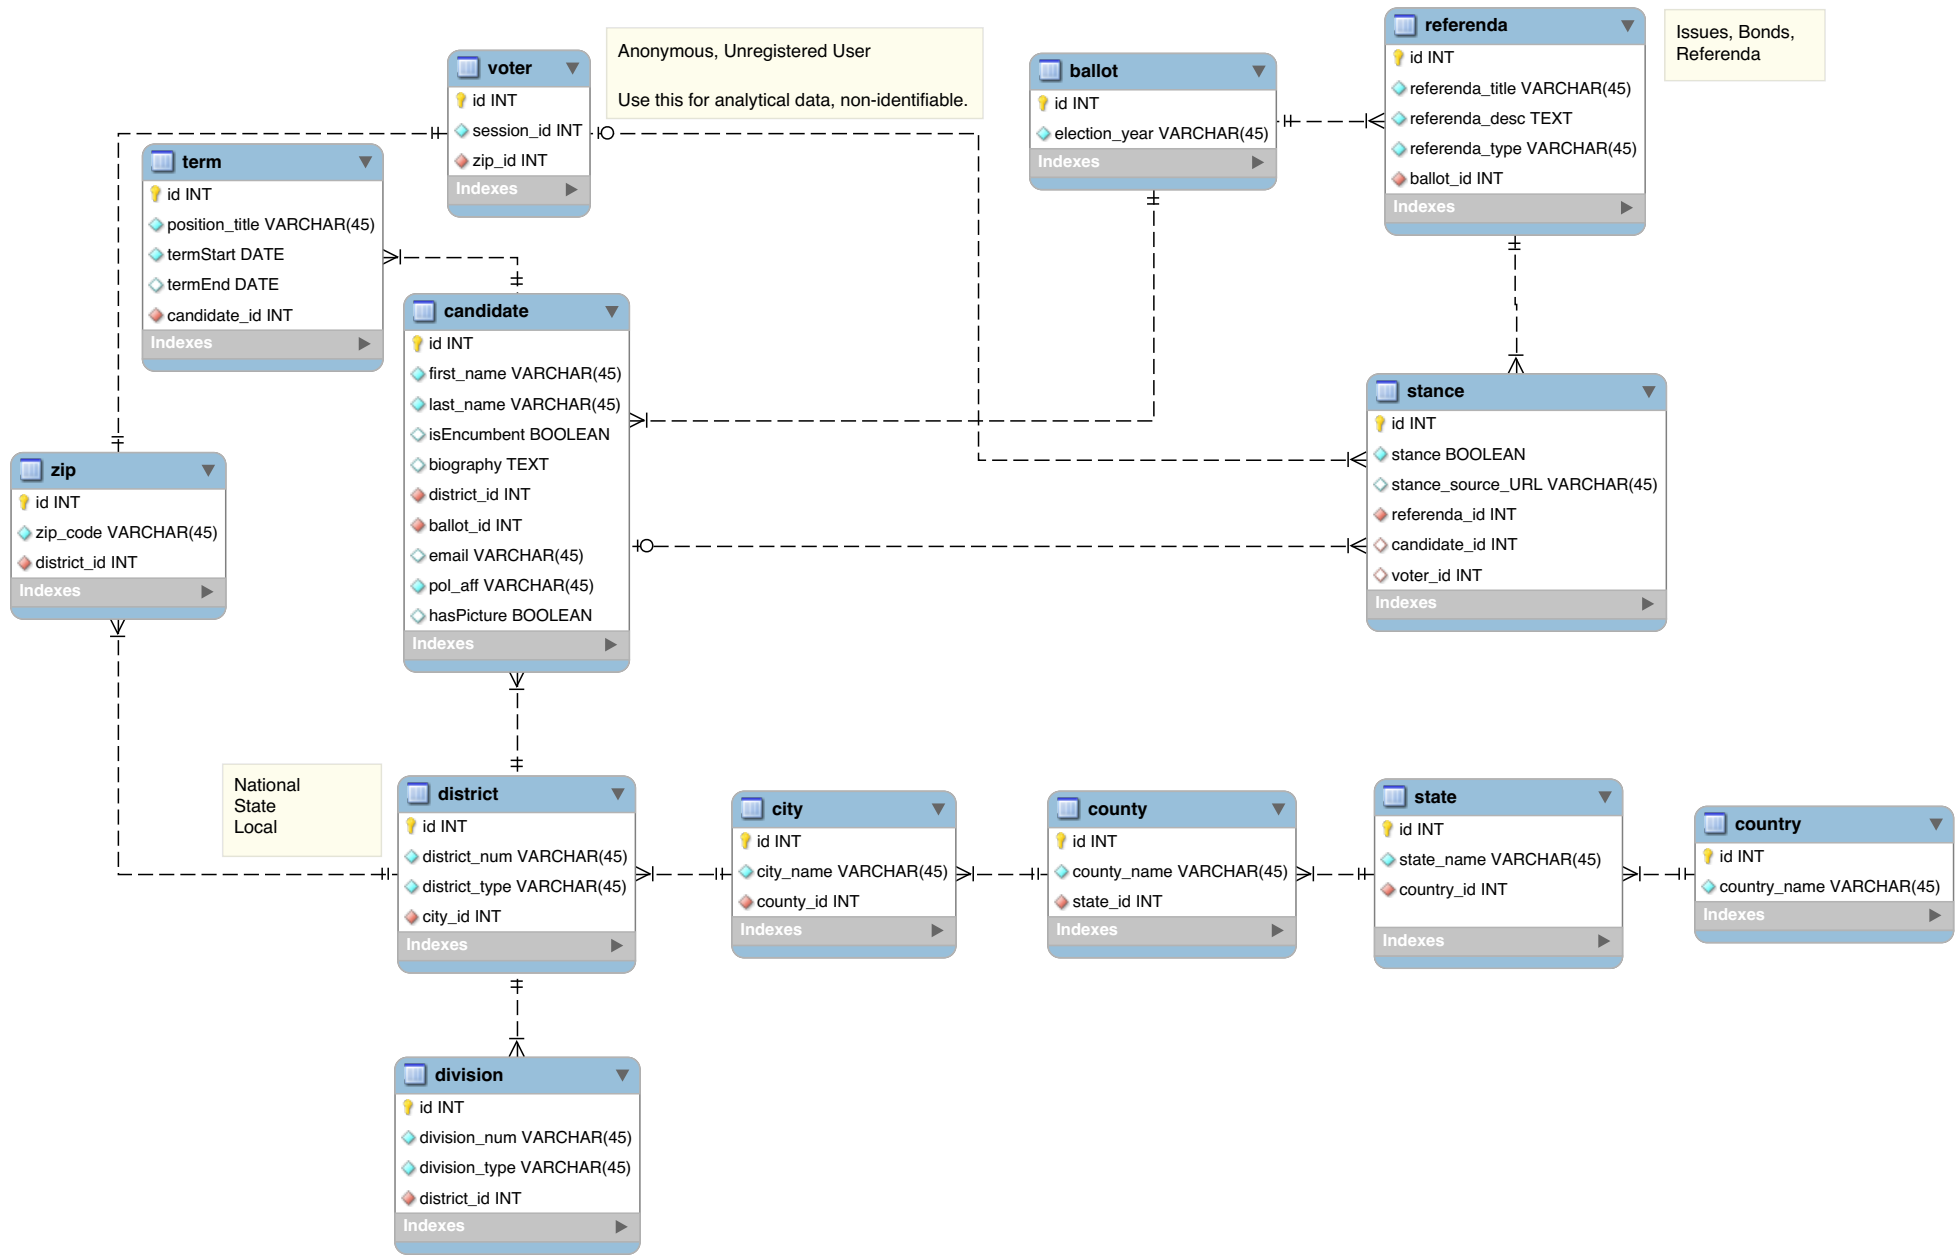 voter
id INT
session_id INT
zip_id INT
Indexes
Anonymous, Unregistered User
Use this for analytical data, non-identifiable.
ballot
id INT
election_year VARCHAR(45)
Indexes
referenda
id INT
referenda_title VARCHAR(45)
referenda_desc TEXT
referenda_type VARCHAR(45)
ballot_id INT
Indexes
Issues, Bonds,
Referenda
term
id INT
position_title VARCHAR(45)
termStart DATE
termEnd DATE
candidate_id INT
Indexes
candidate
id INT
first_name VARCHAR(45)
last_name VARCHAR(45)
isEncumbent BOOLEAN
biography TEXT
district_id INT
ballot_id INT
email VARCHAR(45)
pol_aff VARCHAR(45)
hasPicture BOOLEAN
Indexes
stance
id INT
stance BOOLEAN
stance_source_URL VARCHAR(45)
referenda_id INT
candidate_id INT
voter_id INT
Indexes
zip
id INT
zip_code VARCHAR(45)
district_id INT
Indexes
National
State
Local
district
id INT
district_num VARCHAR(45)
district_type VARCHAR(45)
city_id INT
Indexes
city
id INT
city_name VARCHAR(45)
county_id INT
Indexes
county
id INT
county_name VARCHAR(45)
state_id INT
Indexes
state
id INT
state_name VARCHAR(45)
country_id INT
Indexes
country
id INT
country_name VARCHAR(45)
Indexes
division
id INT
division_num VARCHAR(45)
division_type VARCHAR(45)
district_id INT
Indexes